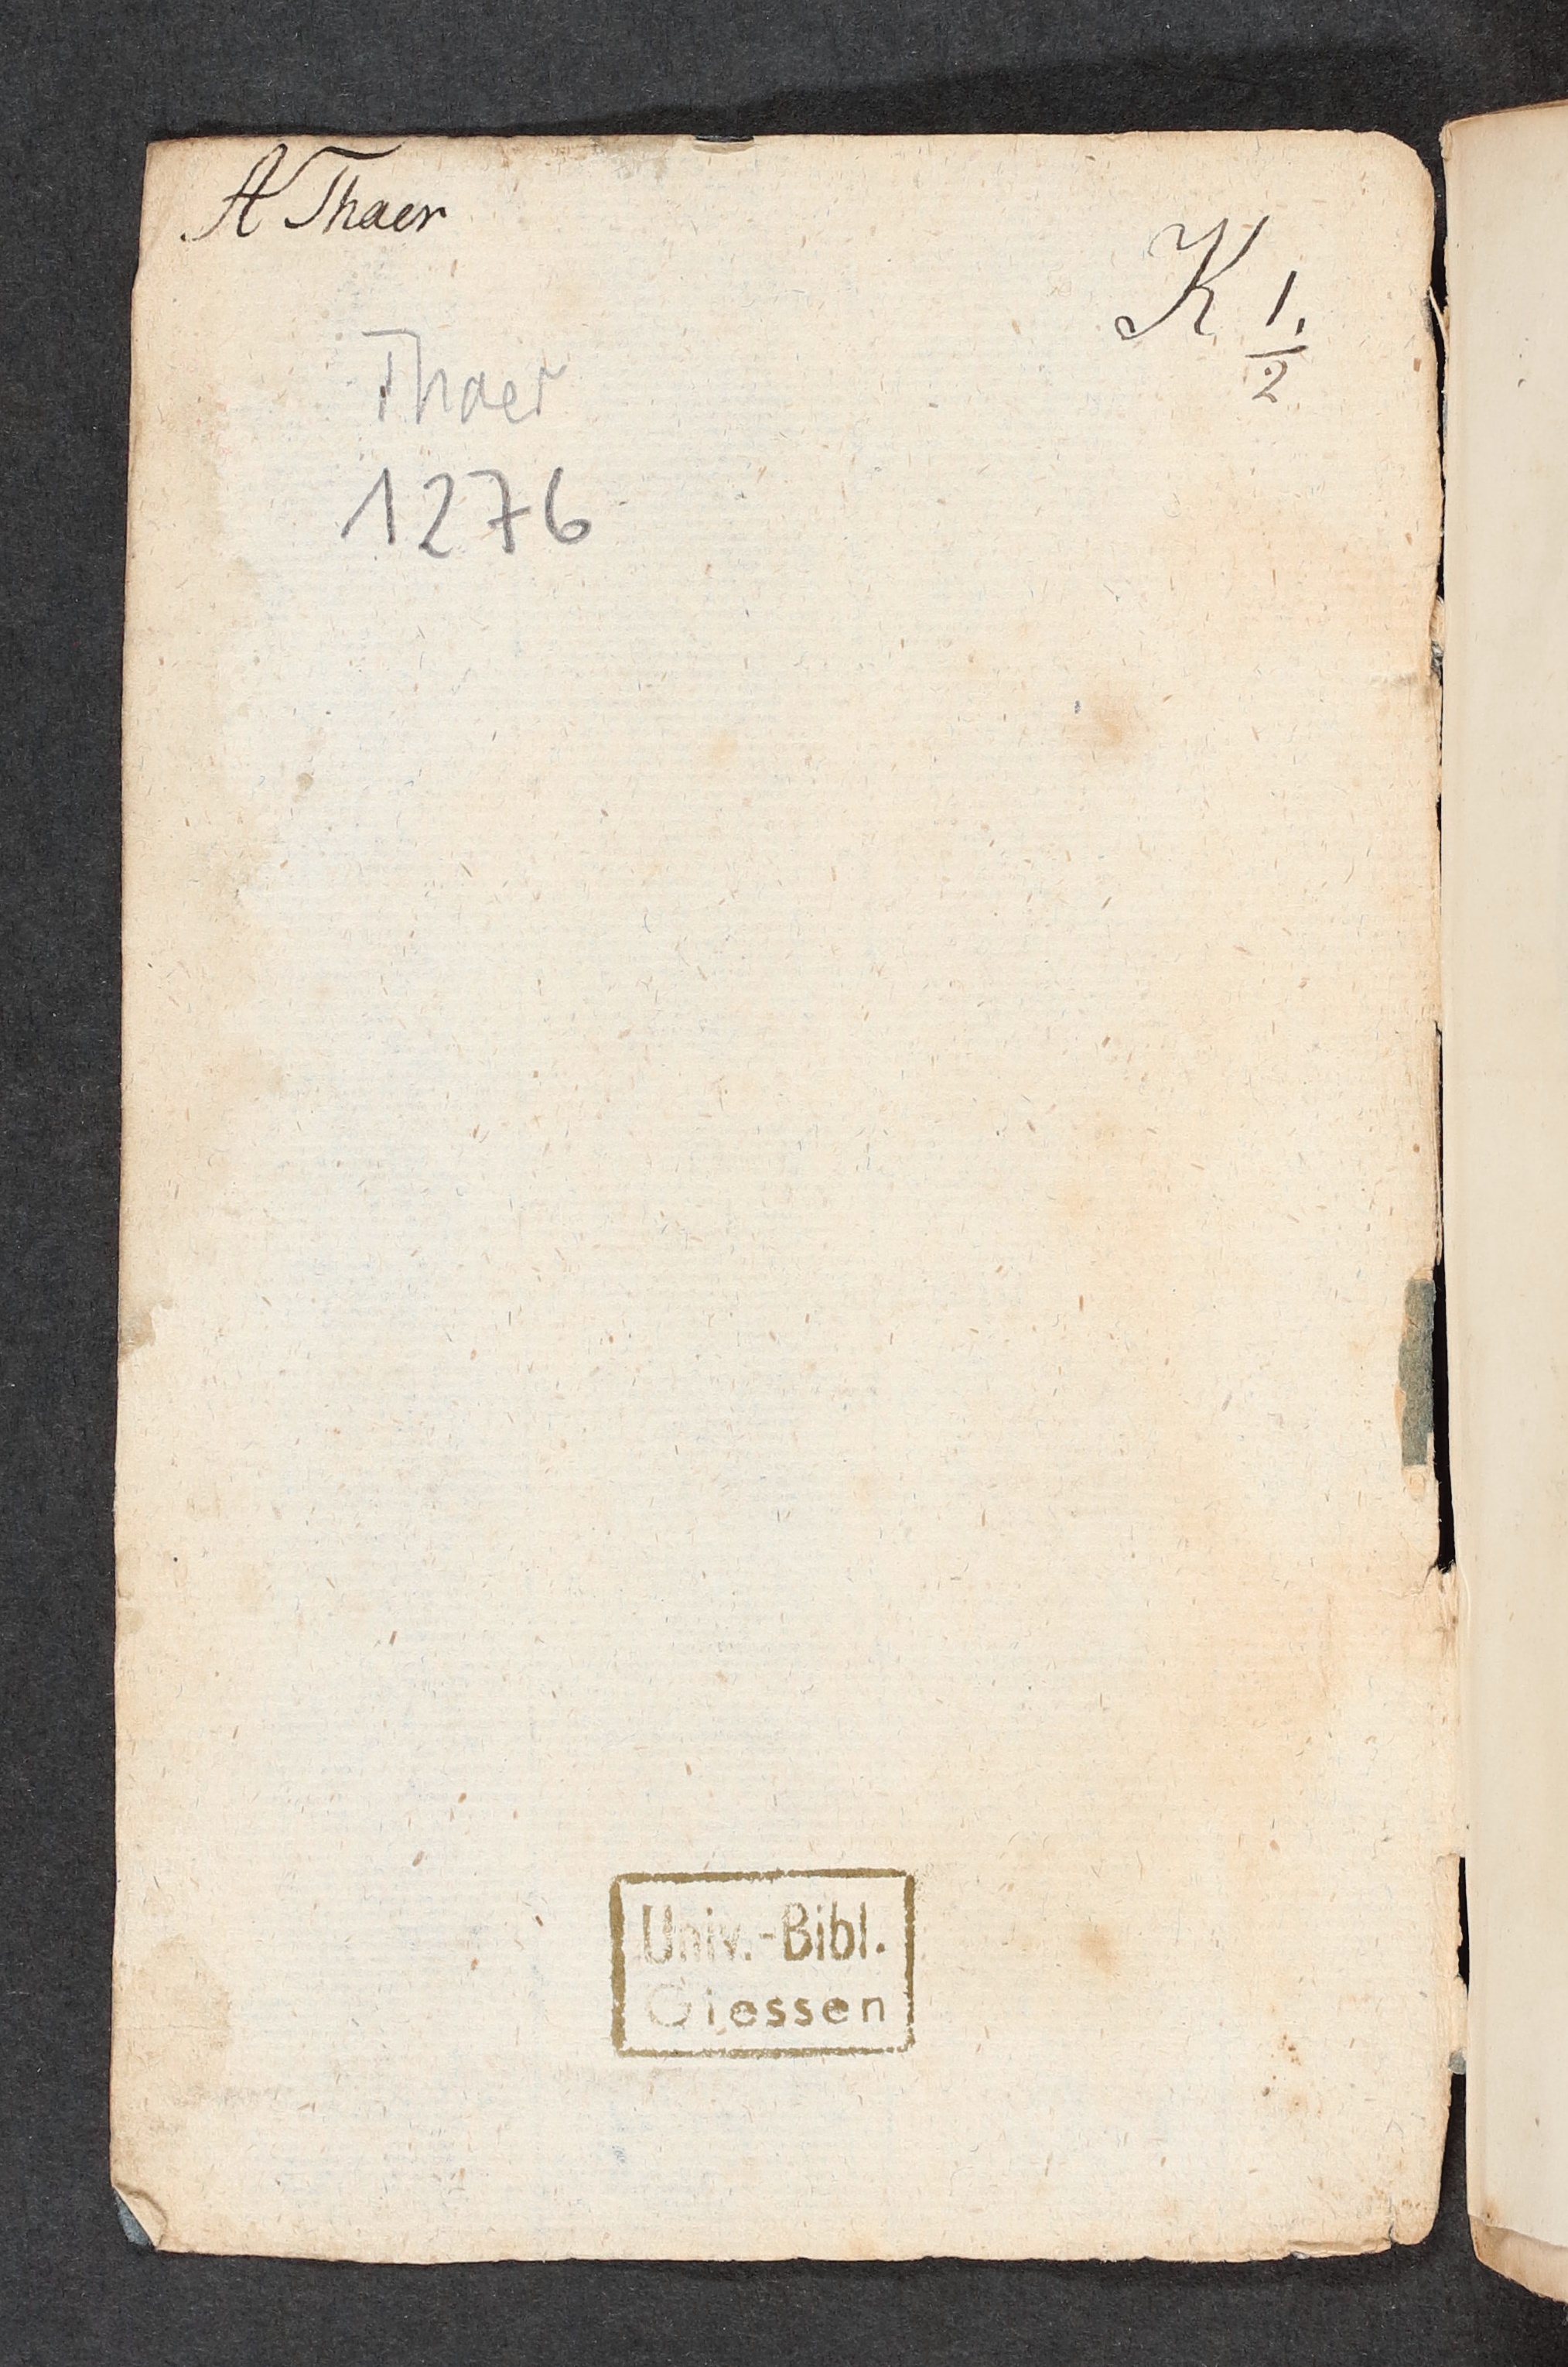 A Thaer
K 1./2
Thaer
1276
Univ.-Bibl.
Giessen